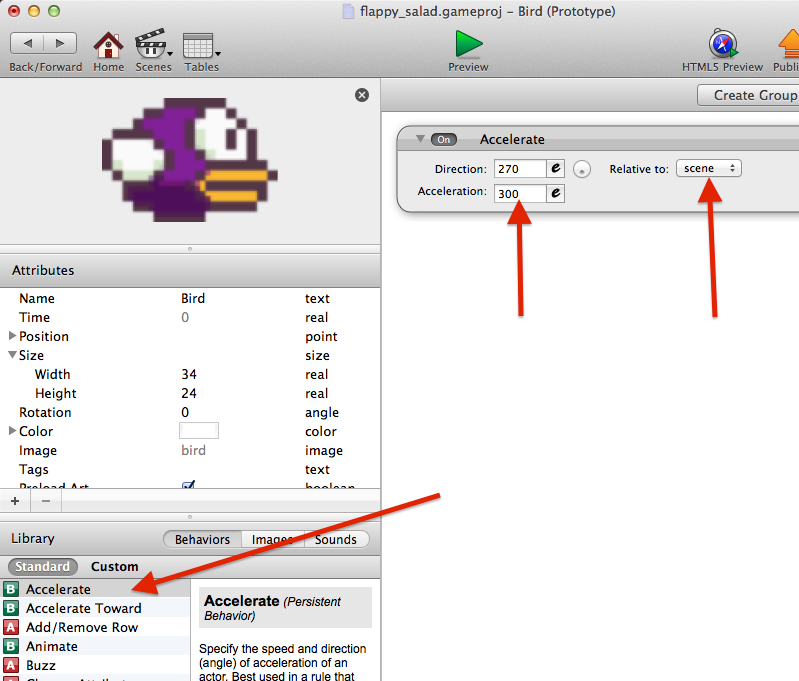 flappy_salad.gameproj – Bird (Prototype)
Back/Forward Home Scenes Tables Preview HTML5 Preview Publi
Create Group
On Accelerate
Direction: 270 e Relative to: scene
Acceleration: 300 e
Attributes
Name Bird text
Time 0 real
Position point
Size size
Width 34 real
Height 24 real
Rotation 0 angle
Color color
Image bird image
Tags text
Preload Art boolean
+ −
Library Behaviors Images Sounds
Standard Custom
B Accelerate
B Accelerate Toward
A Add/Remove Row
B Animate
A Buzz
Accelerate (Persistent
Behavior)
Specify the speed and direction
(angle) of acceleration of an
actor. Best used in a rule that